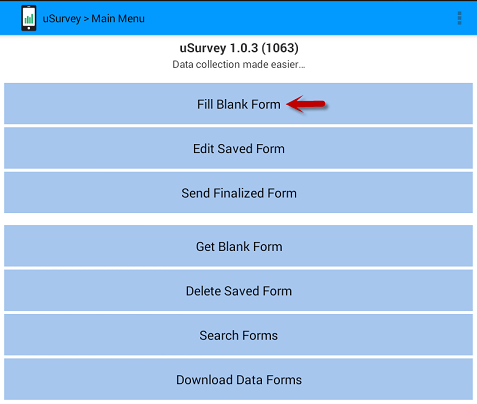 uSurvey > Main Menu
uSurvey 1.0.3 (1063)
Data collection made easier...
Fill Blank Form
Edit Saved Form
Send Finalized Form
Get Blank Form
Delete Saved Form
Search Forms
Download Data Forms